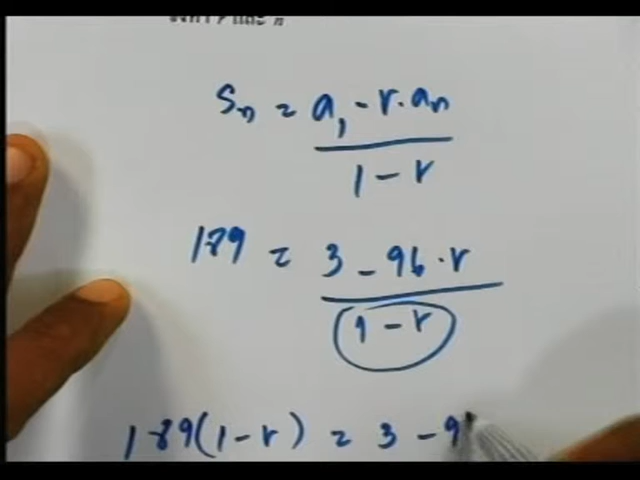 Sn = a₁ - r·an
1 - r
189 = 3 - 96·r
1 - r
189(1-r) = 3 - 9